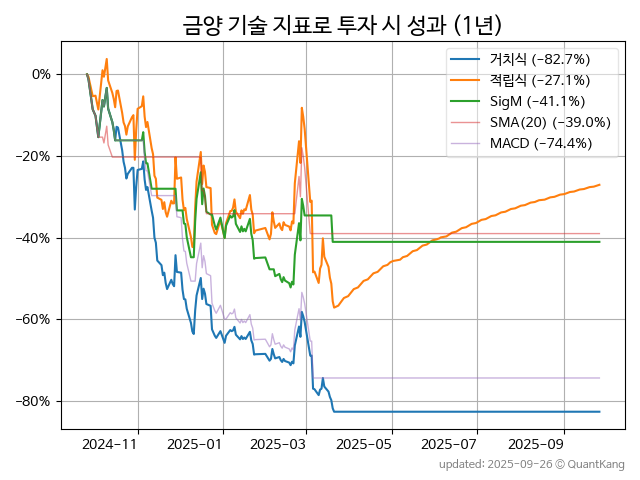 금양 기술 지표로 투자 시 성과 (1년)
거치식 (−82.7%)
적립식 (−27.1%)
SigM (−41.1%)
SMA(20) (−39.0%)
MACD (−74.4%)
0%
−20%
−40%
−60%
−80%
2024−11 2025−01 2025−03 2025−05 2025−07 2025−09
updated: 2025-09-26 © QuantKang